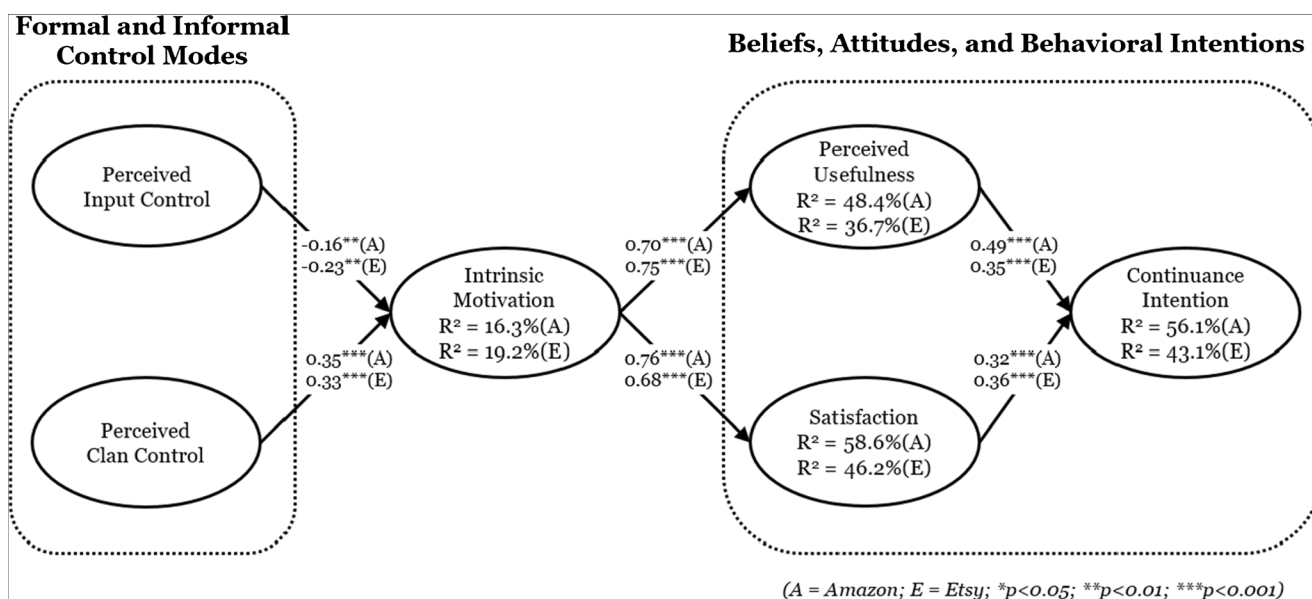 Formal and Informal
Control Modes
Beliefs, Attitudes, and Behavioral Intentions
Perceived
Input Control
Perceived
Clan Control
-0.16**(A)
-0.23**(E)
0.35***(A)
0.33***(E)
Intrinsic
Motivation
R² = 16.3%(A)
R² = 19.2%(E)
0.70***(A)
0.75***(E)
0.76***(A)
0.68***(E)
Perceived
Usefulness
R² = 48.4%(A)
R² = 36.7%(E)
Satisfaction
R² = 58.6%(A)
R² = 46.2%(E)
0.49***(A)
0.35***(E)
0.32***(A)
0.36***(E)
Continuance
Intention
R² = 56.1%(A)
R² = 43.1%(E)
(A = Amazon; E = Etsy; *p<0.05; **p<0.01; ***p<0.001)